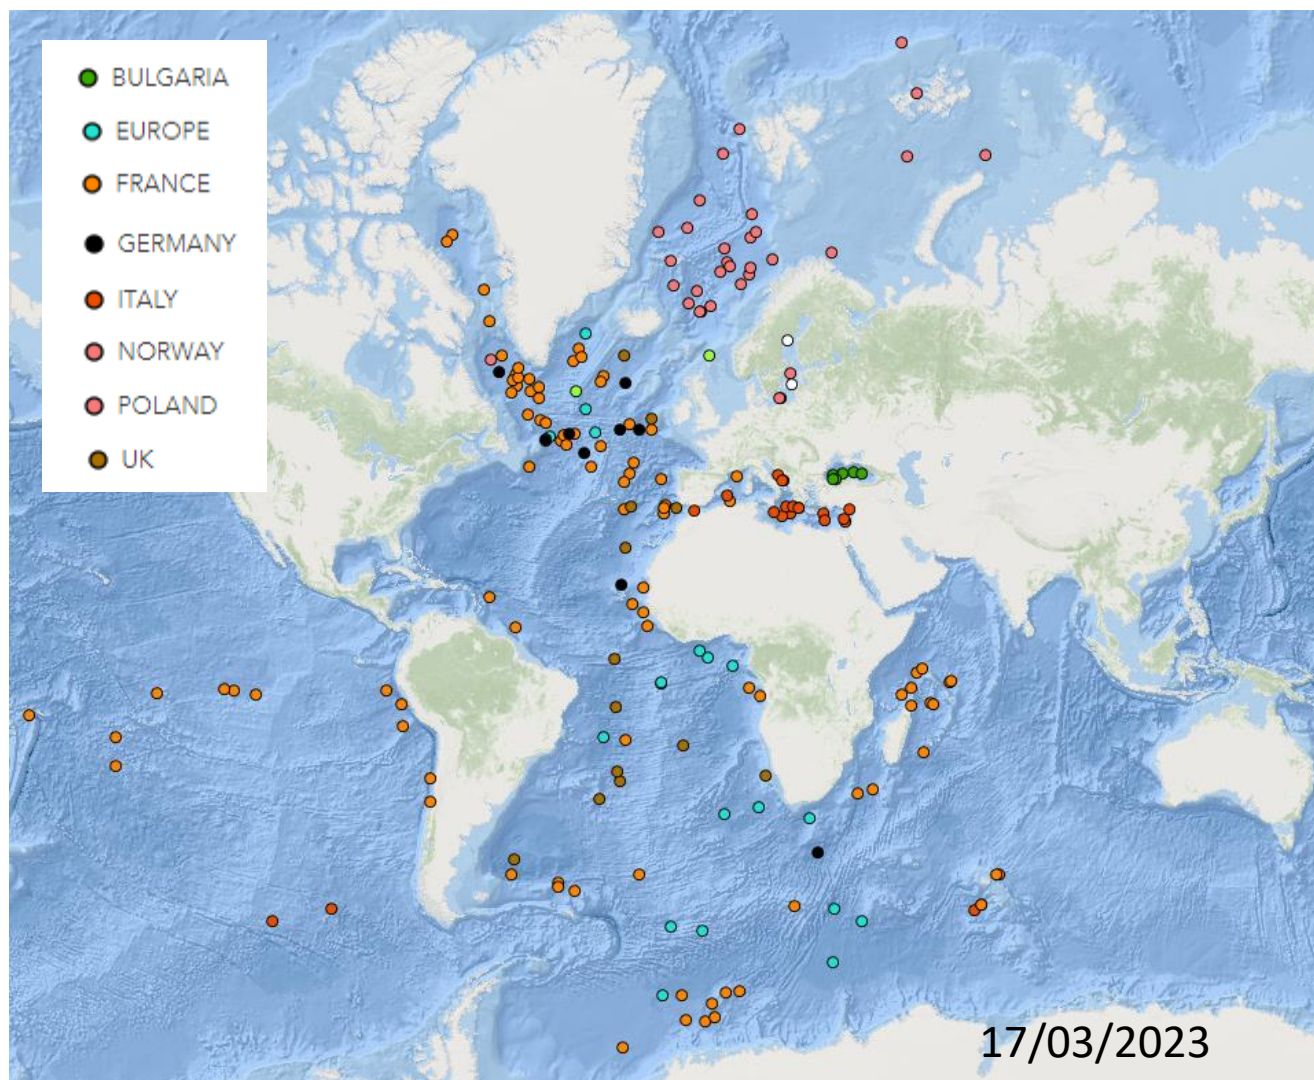 BULGARIA
EUROPE
FRANCE
GERMANY
ITALY
NORWAY
POLAND
UK
17/03/2023